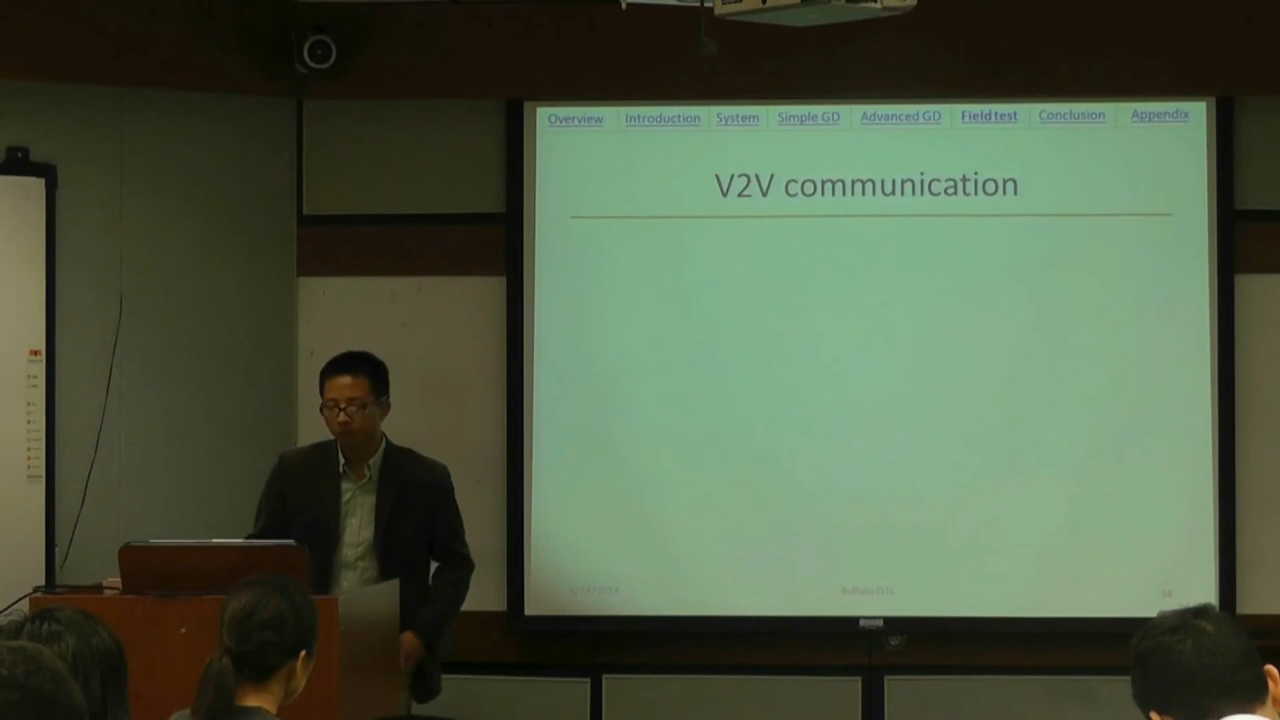 Overview Introduction System Simple GD Advanced GD Field test Conclusion Appendix
V2V communication